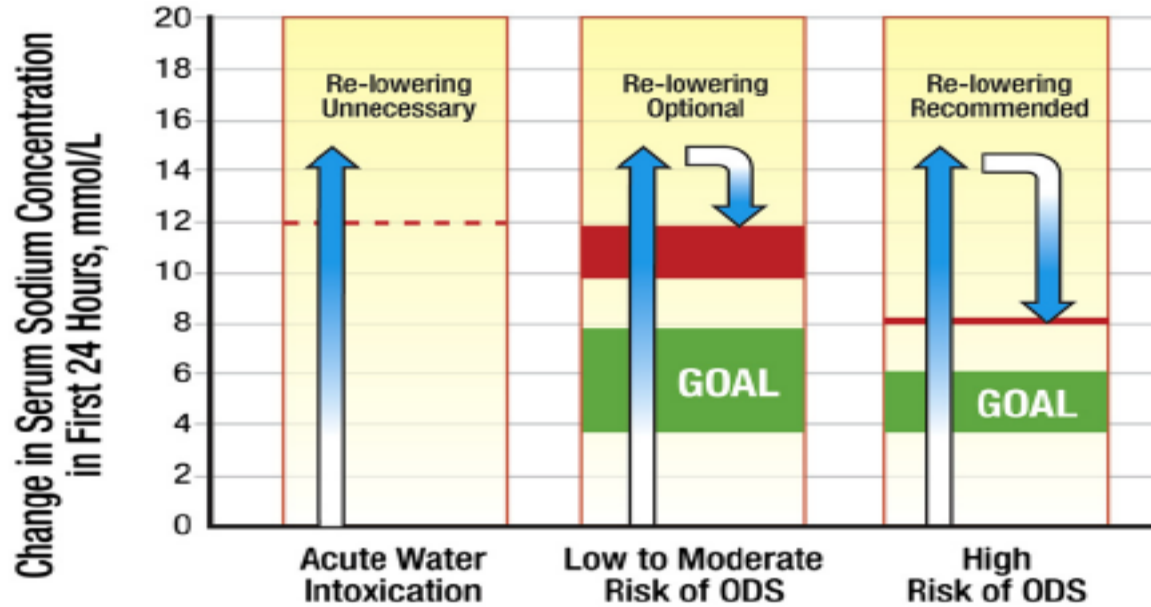 Change in Serum Sodium Concentration
in First 24 Hours, mmol/L
20
18
16
14
12
10
8
6
4
2
0
Re-lowering
Unnecessary
Re-lowering
Optional
Re-lowering
Recommended
GOAL
GOAL
Acute Water
Intoxication
Low to Moderate
Risk of ODS
High
Risk of ODS